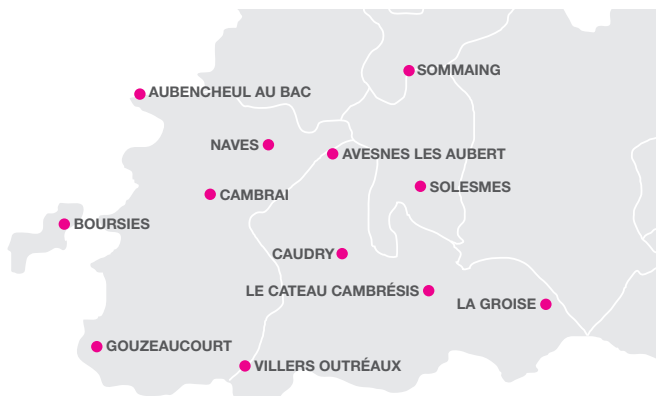 SOMMAING
AUBENCHEUL AU BAC
NAVES
AVESNES LES AUBERT
SOLESMES
CAMBRAI
BOURSIES
CAUDRY
LE CATEAU CAMBRÉSIS
LA GROISE
GOUZEAUCOURT
VILLERS OUTRÉAUX